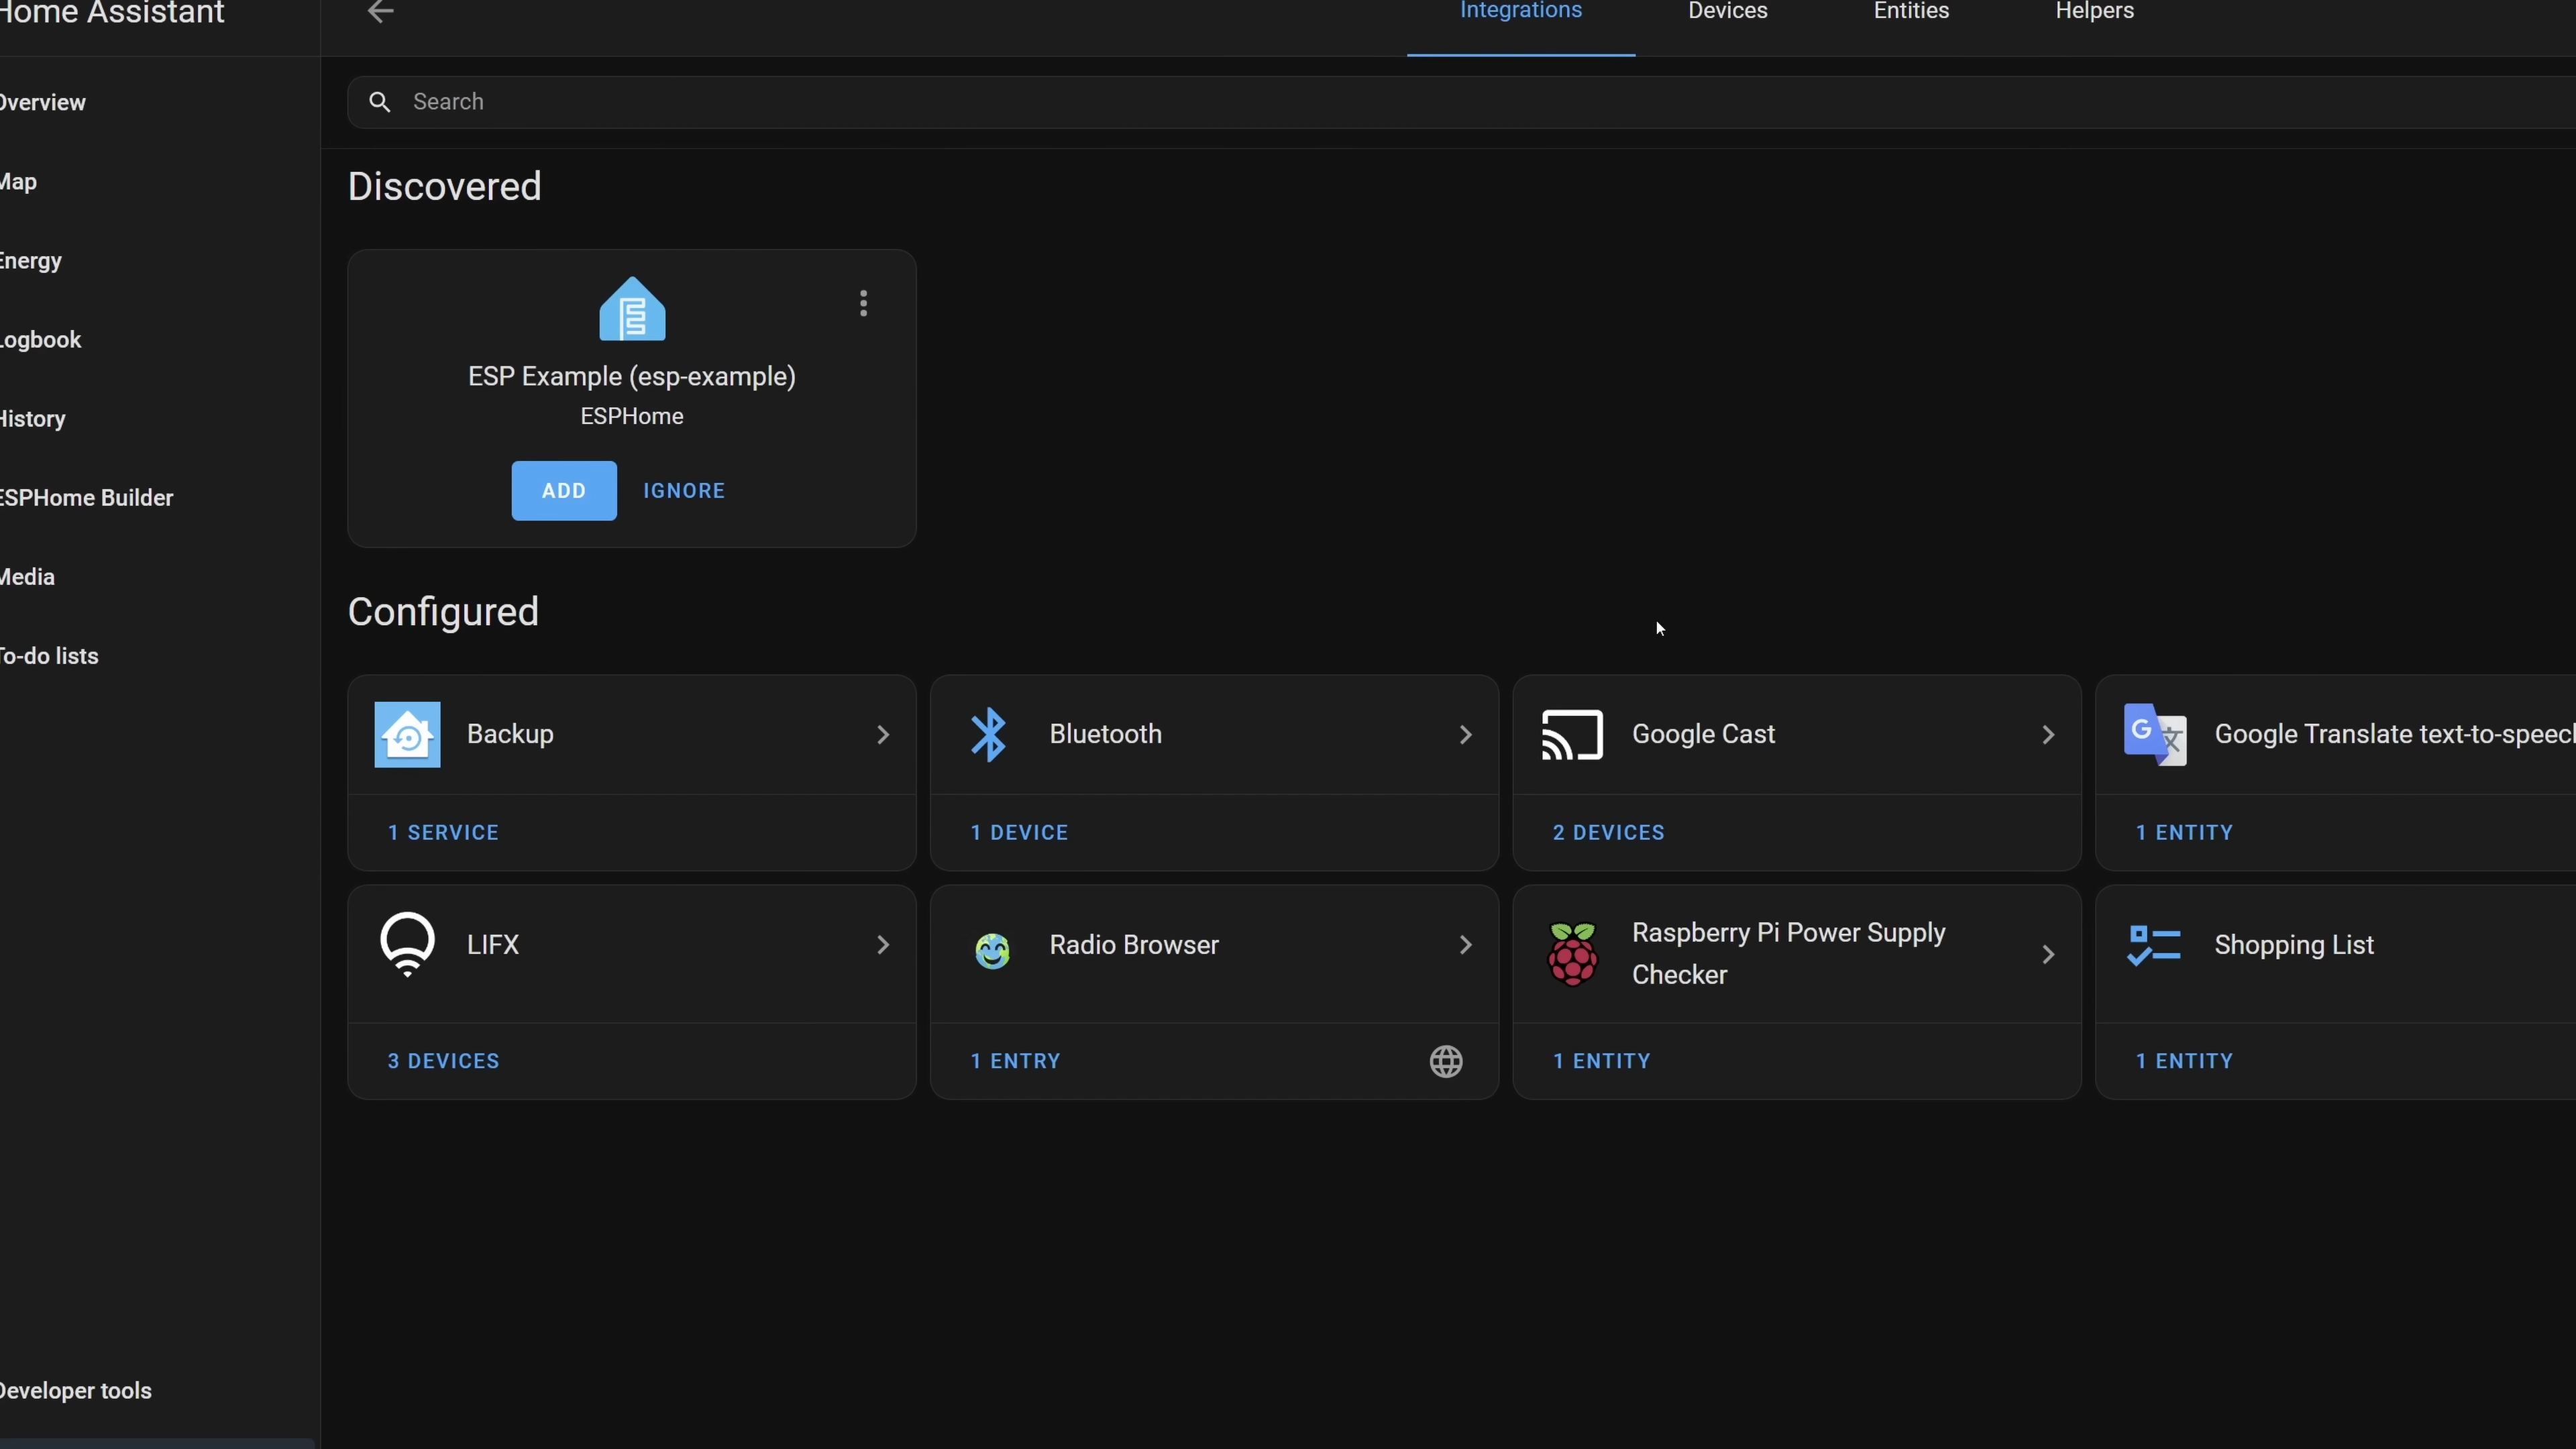 Home Assistant
Integrations
Devices
Entities
Helpers
Overview
Map
Energy
Logbook
History
ESPHome Builder
Media
To-do lists
Developer tools
Search
Discovered
ESP Example (esp-example)
ESPHome
ADD
IGNORE
Configured
Backup
1 SERVICE
Bluetooth
1 DEVICE
Google Cast
2 DEVICES
Google Translate text-to-speech
1 ENTITY
LIFX
3 DEVICES
Radio Browser
1 ENTRY
Raspberry Pi Power Supply
Checker
1 ENTITY
Shopping List
1 ENTITY